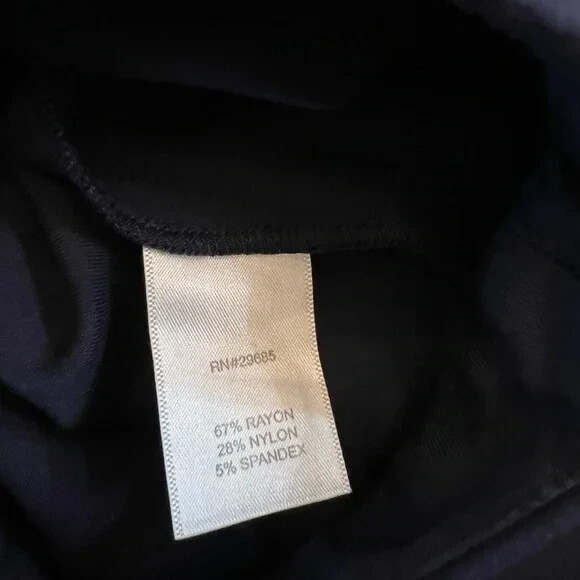 RN#29685
67% RAYON
28% NYLON
5% SPANDEX